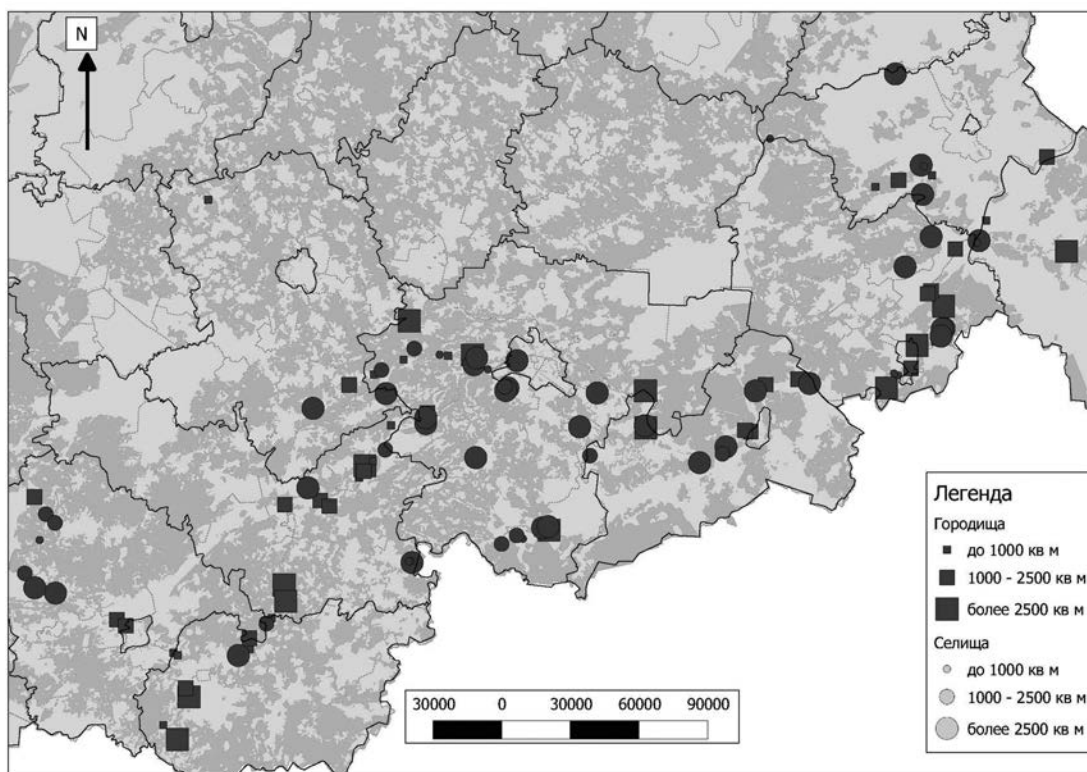 N
30000 0 30000 60000 90000
Легенда
Городища
до 1000 кв м
1000 - 2500 кв м
более 2500 кв м
Селища
до 1000 кв м
1000 - 2500 кв м
более 2500 кв м